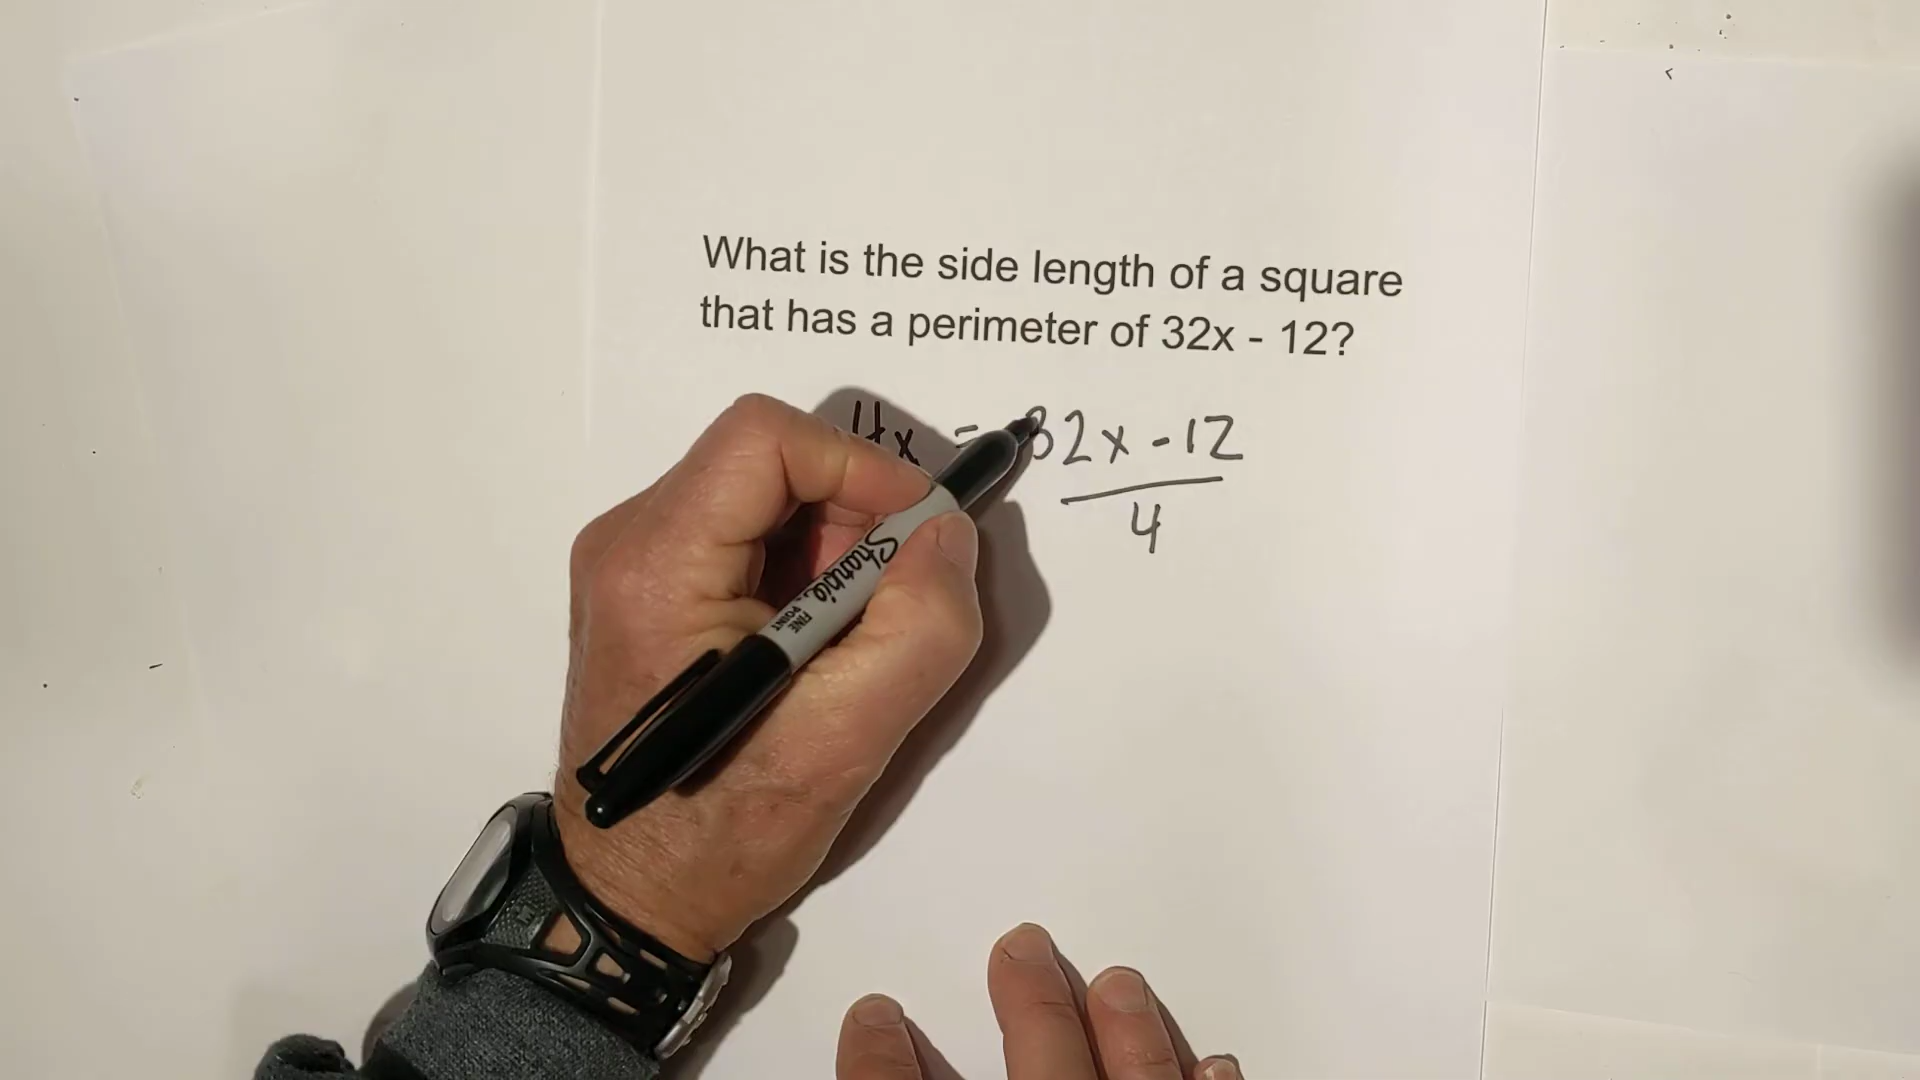 What is the side length of a square
that has a perimeter of 32x - 12?
4x = 32x - 12
4
Sharpie
FINE
POINT